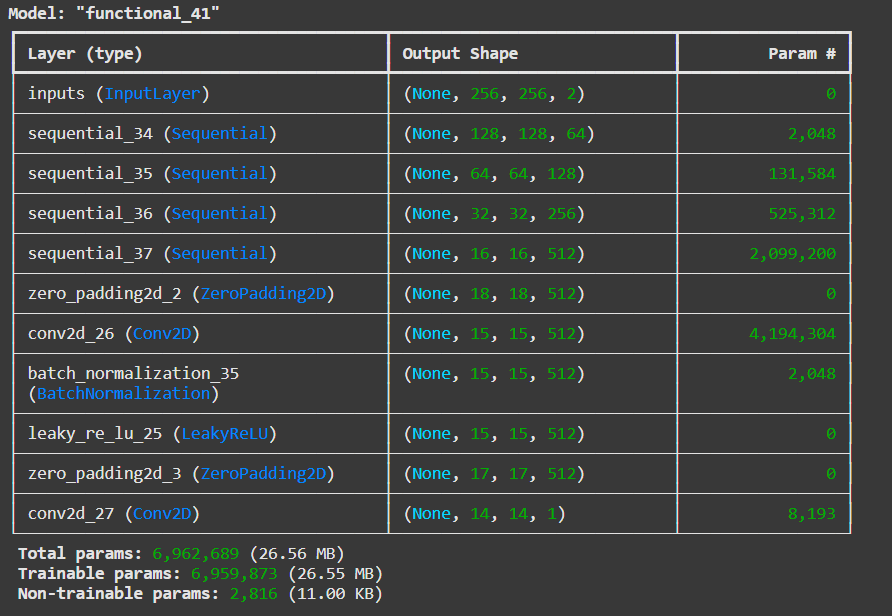 Model: "functional_41"
Layer (type) Output Shape Param #
inputs (InputLayer) (None, 256, 256, 2) 0
sequential_34 (Sequential) (None, 128, 128, 64) 2,048
sequential_35 (Sequential) (None, 64, 64, 128) 131,584
sequential_36 (Sequential) (None, 32, 32, 256) 525,312
sequential_37 (Sequential) (None, 16, 16, 512) 2,099,200
zero_padding2d_2 (ZeroPadding2D) (None, 18, 18, 512) 0
conv2d_26 (Conv2D) (None, 15, 15, 512) 4,194,304
batch_normalization_35 (None, 15, 15, 512) 2,048
(BatchNormalization)
leaky_re_lu_25 (LeakyReLU) (None, 15, 15, 512) 0
zero_padding2d_3 (ZeroPadding2D) (None, 17, 17, 512) 0
conv2d_27 (Conv2D) (None, 14, 14, 1) 8,193
Total params: 6,962,689 (26.56 MB)
Trainable params: 6,959,873 (26.55 MB)
Non-trainable params: 2,816 (11.00 KB)